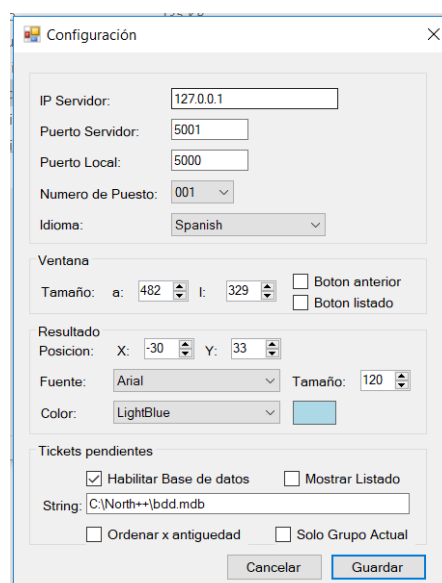 Configuración
IP Servidor: 127.0.0.1
Puerto Servidor: 5001
Puerto Local: 5000
Numero de Puesto: 001
Idioma: Spanish
Ventana
Tamaño: a: 482 l: 329 Boton anterior
Boton listado
Resultado
Posicion: X: -30 Y: 33
Fuente: Arial Tamaño: 120
Color: LightBlue
Tickets pendientes
Habilitar Base de datos Mostrar Listado
String: C:\North++\bdd.mdb
Ordenar x antiguedad Solo Grupo Actual
Cancelar Guardar